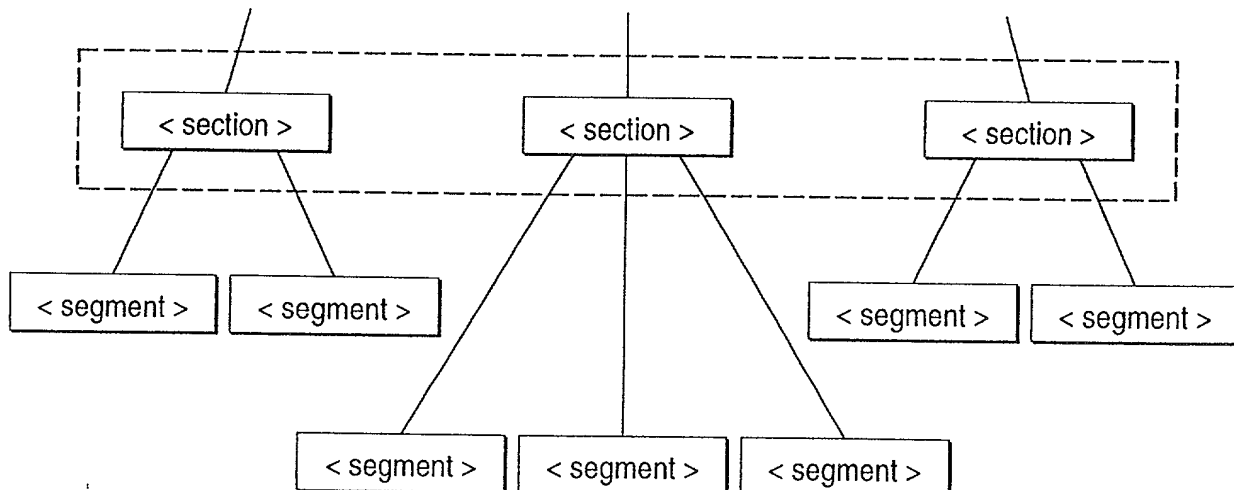 < section >
< section >
< section >
< segment >
< segment >
< segment >
< segment >
< segment >
< segment >
< segment >